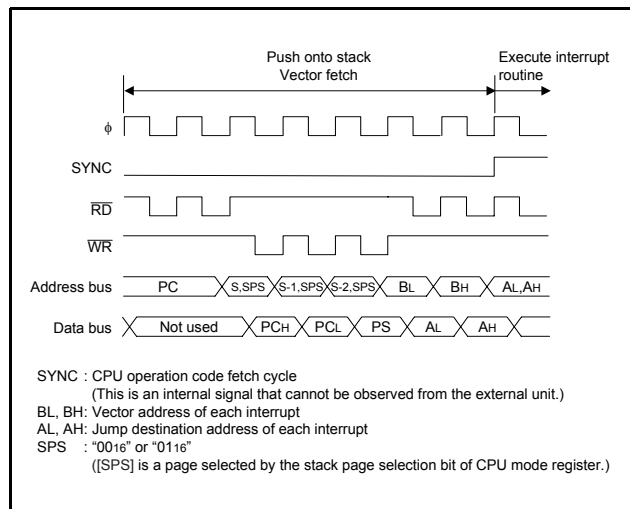 Push onto stack
Vector fetch
Execute interrupt
routine
ϕ
SYNC
RD
WR
Address bus
PC
S,SPS
S-1,SPS
S-2,SPS
BL
BH
AL,AH
Data bus
Not used
PCH
PCL
PS
AL
AH
SYNC : CPU operation code fetch cycle
(This is an internal signal that cannot be observed from the external unit.)
BL, BH: Vector address of each interrupt
AL, AH: Jump destination address of each interrupt
SPS : “0016” or “0116”
([SPS] is a page selected by the stack page selection bit of CPU mode register.)